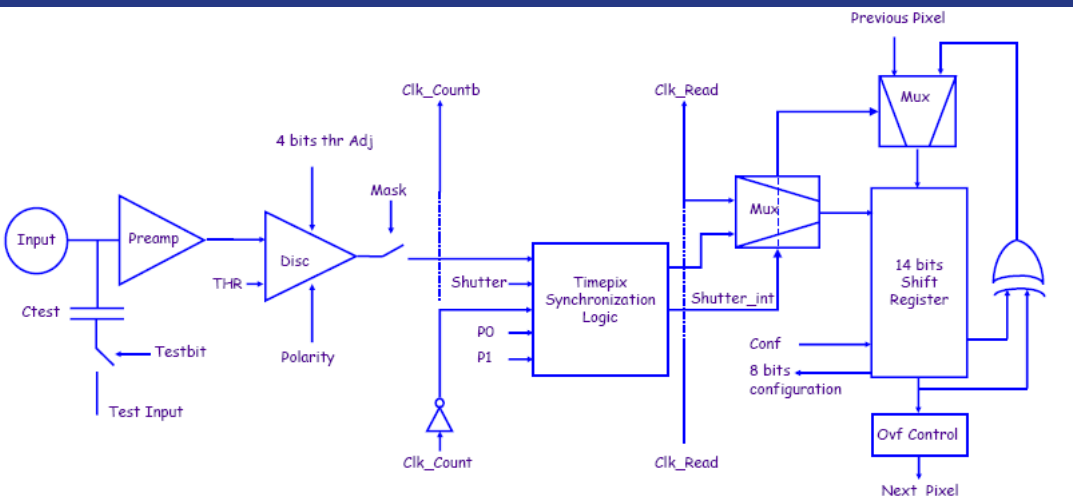 Previous Pixel
Mux
Clk_Countb
Clk_Read
4 bits thr Adj
Mask
Mux
Input
Preamp
Disc
THR
Shutter
Timepix
Synchronization
Logic
Shutter_int
14 bits
Shift
Register
Ctest
Testbit
Polarity
P0
P1
Conf
8 bits
configuration
Test Input
Ovf Control
Clk_Count
Clk_Read
Next Pixel